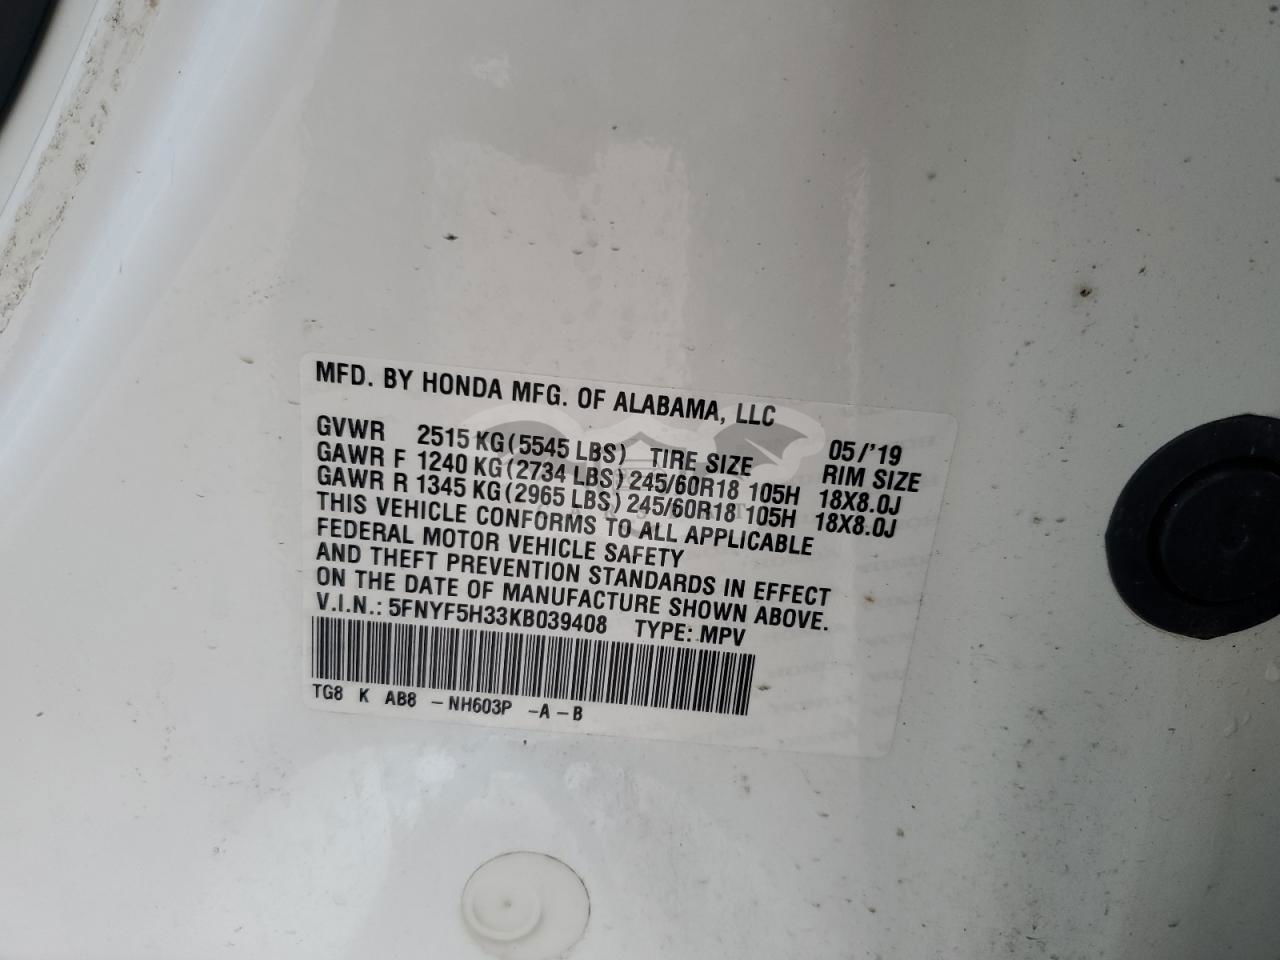 MFD. BY HONDA MFG. OF ALABAMA, LLC
05/'19
GVWR 2515 KG(5545 LBS) TIRE SIZE RIM SIZE
GAWR F 1240 KG(2734 LBS) 245/60R18 105H 18X8.0J
GAWR R 1345 KG(2965 LBS) 245/60R18 105H 18X8.0J
THIS VEHICLE CONFORMS TO ALL APPLICABLE
FEDERAL MOTOR VEHICLE SAFETY
AND THEFT PREVENTION STANDARDS IN EFFECT
ON THE DATE OF MANUFACTURE SHOWN ABOVE.
V.I.N.: 5FNYF5H33KB039408 TYPE: MPV
TG8 K AB8 -NH603P -A-B